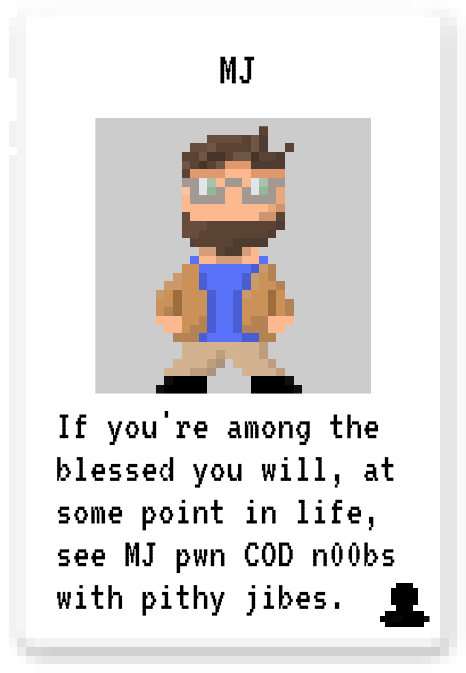 MJ
If you're among the
blessed you will, at
some point in life,
see MJ pwn COD n00bs
with pithy jibes.